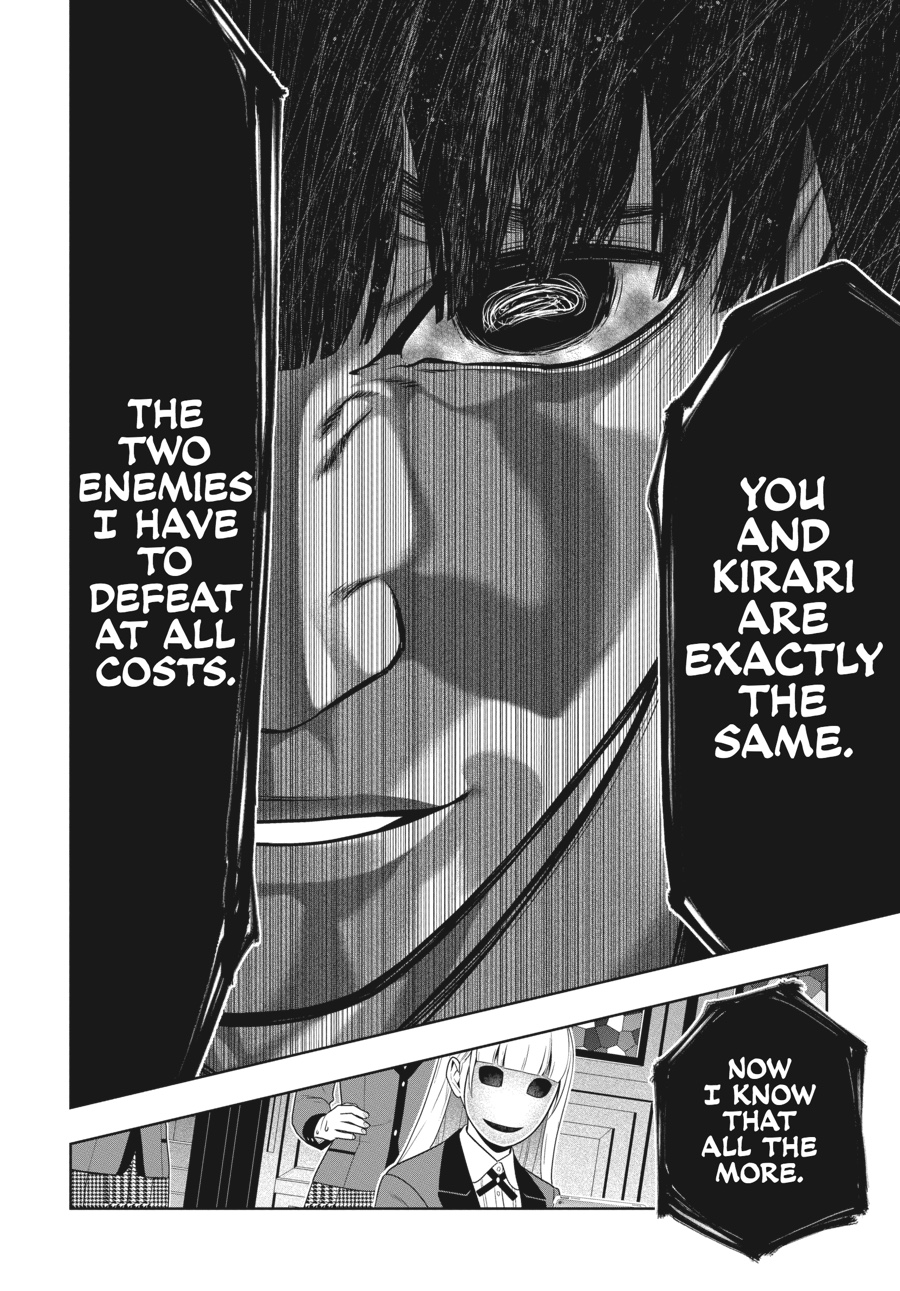 YOU
AND
KIRARI
ARE
EXACTLY
THE
SAME.
THE
TWO
ENEMIES
I HAVE
TO
DEFEAT
AT ALL
COSTS.
NOW
I KNOW
THAT
ALL THE
MORE.